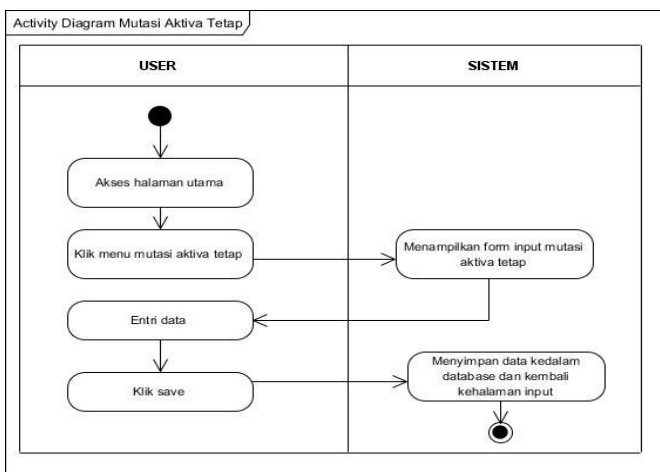 Activity Diagram Mutasi Aktiva Tetap
USER
SISTEM
Akses halaman utama
Klik menu mutasi aktiva tetap
Menampilkan form input mutasi
aktiva tetap
Entri data
Klik save
Menyimpan data kedalam
database dan kembali
kehalaman input